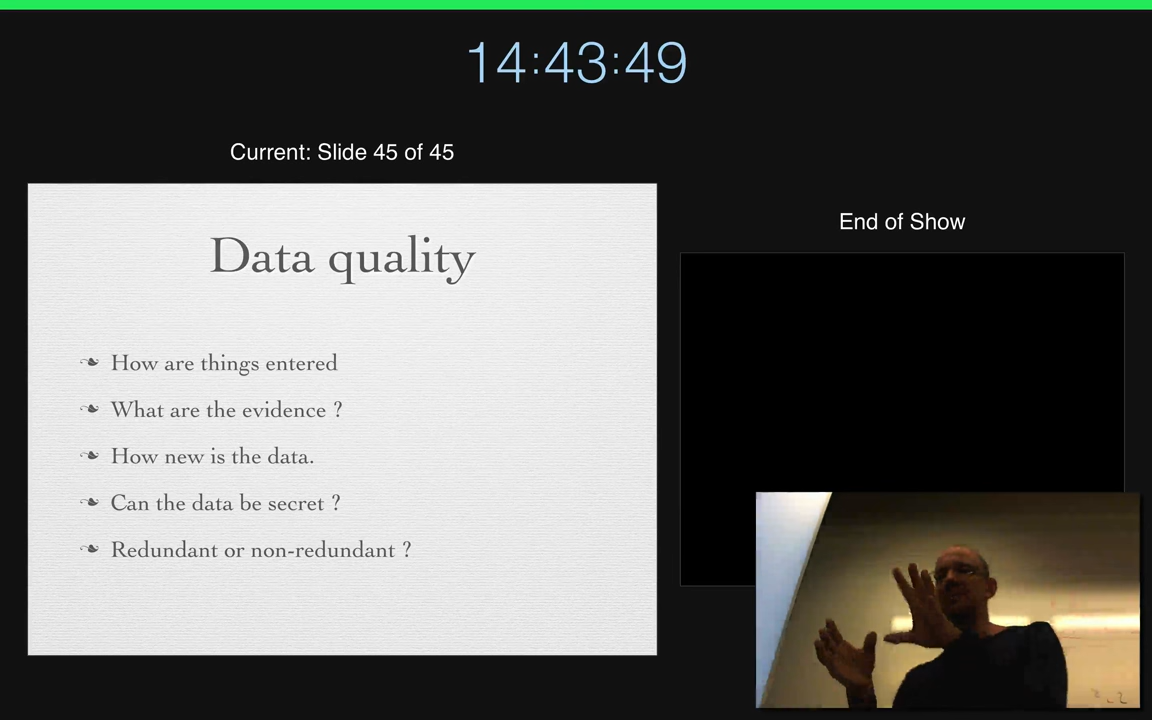 14:43:49
Current: Slide 45 of 45
End of Show
Data quality
How are things entered
What are the evidence ?
How new is the data.
Can the data be secret ?
Redundant or non-redundant ?